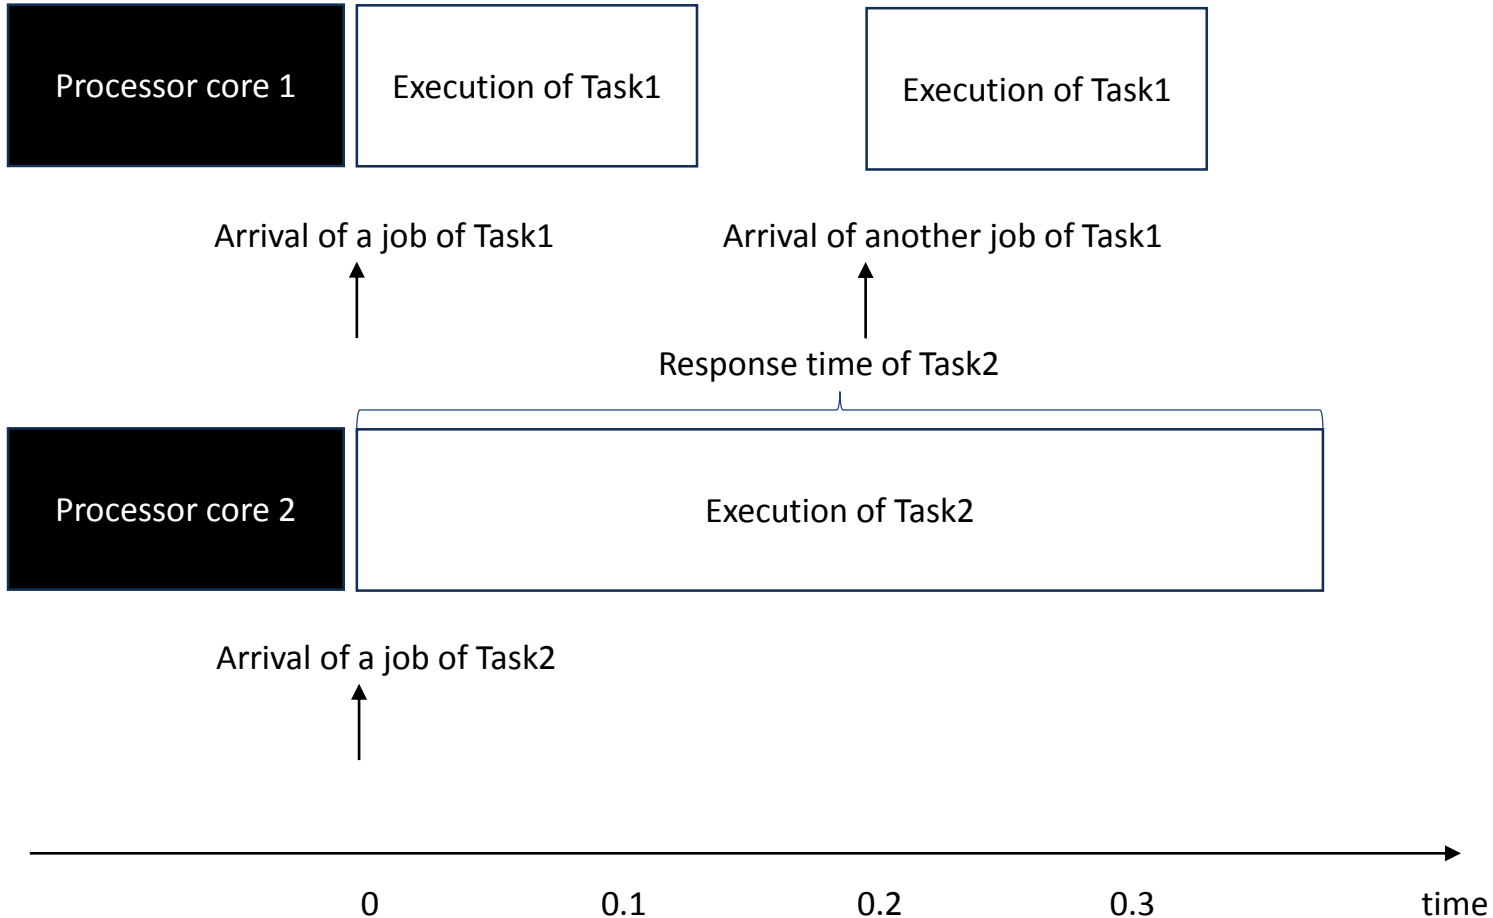 Processor core 1
Execution of Task1
Execution of Task1
Arrival of a job of Task1
Arrival of another job of Task1
Response time of Task2
Processor core 2
Execution of Task2
Arrival of a job of Task2
0
0.1
0.2
0.3
time